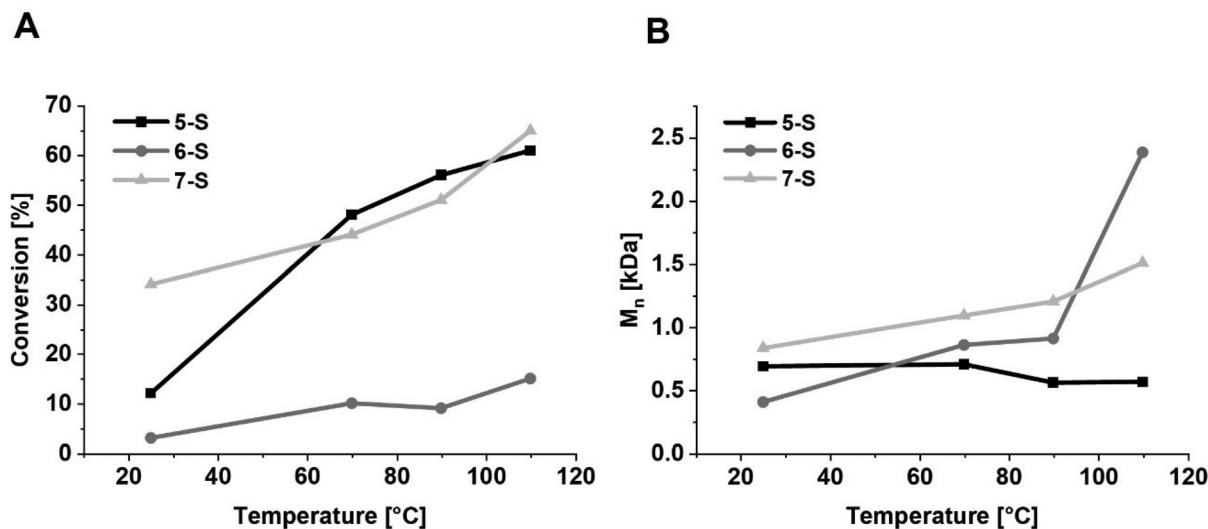 A
Conversion [%]
70
60
50
40
30
20
10
0
5-S
6-S
7-S
20 40 60 80 100 120
Temperature [°C]
B
Mn [kDa]
2.5
2.0
1.5
1.0
0.5
0.0
5-S
6-S
7-S
20 40 60 80 100 120
Temperature [°C]